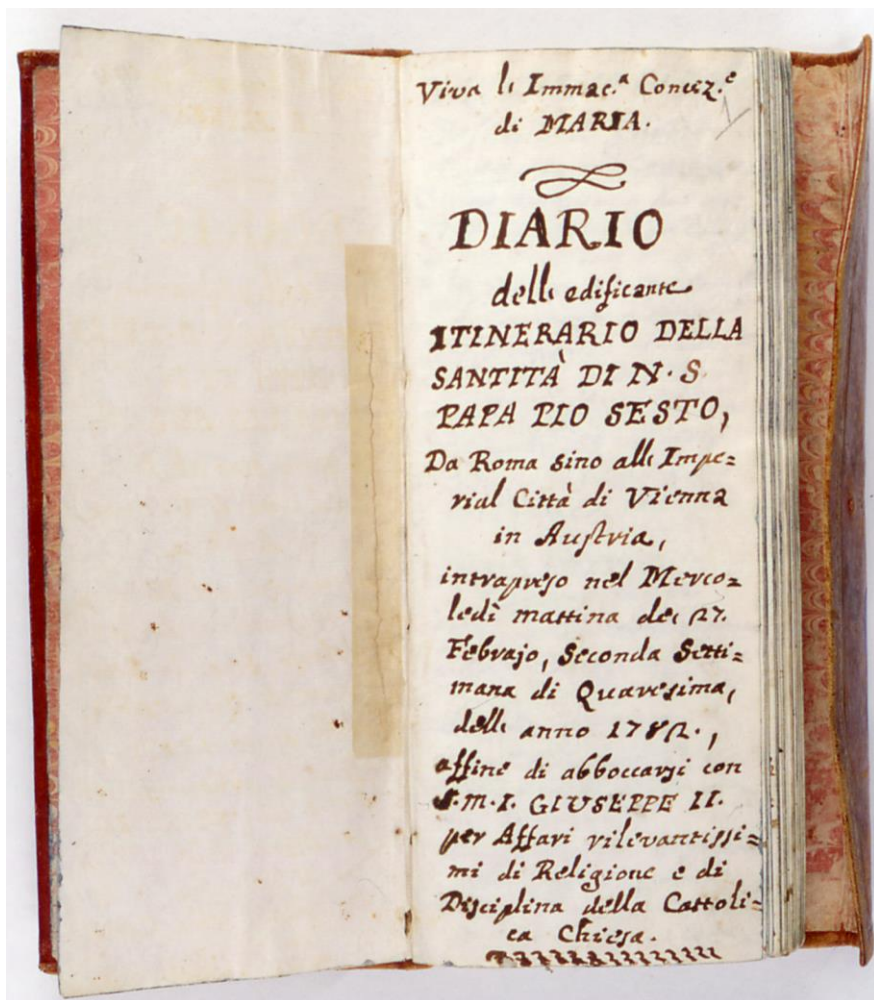 Viva l' Immac.ᵃ Concez.ᵉ
1
di MARIA.
DIARIO
dell' edificante
ITINERARIO DELLA
SANTITÀ DI N. S.
PAPA PIO SESTO,
Da Roma sino all' Impe=
rial Città di Vienna
in Austria,
intrapreso nel Merco=
ledì mattina de' 27.
Febrajo, Seconda Setti=
mana di Quaresima,
dell' anno 1782.,
affine di abboccarsi con
S. M. I. GIUSEPPE II.
per Affari rilevantissi=
mi di Religione e di
Disciplina della Cattoli=
ca Chiesa.